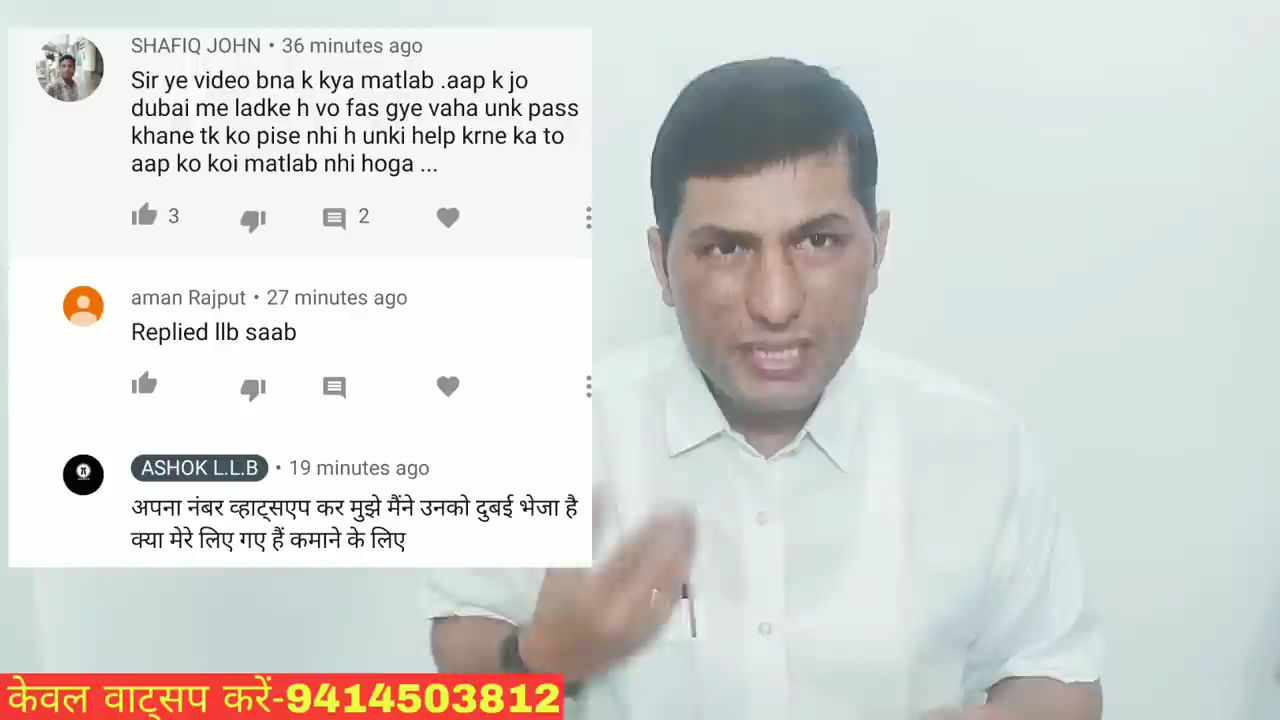 SHAFIQ JOHN • 36 minutes ago
Sir ye video bna k kya matlab .aap k jo
dubai me ladke h vo fas gye vaha unk pass
khane tk ko pise nhi h unki help krne ka to
aap ko koi matlab nhi hoga ...
3
2
aman Rajput • 27 minutes ago
Replied llb saab
ASHOK L.L.B • 19 minutes ago
अपना नंबर व्हाट्सएप कर मुझे मैंने उनको दुबई भेजा है
क्या मेरे लिए गए हैं कमाने के लिए
केवल वाट्सप करें-9414503812